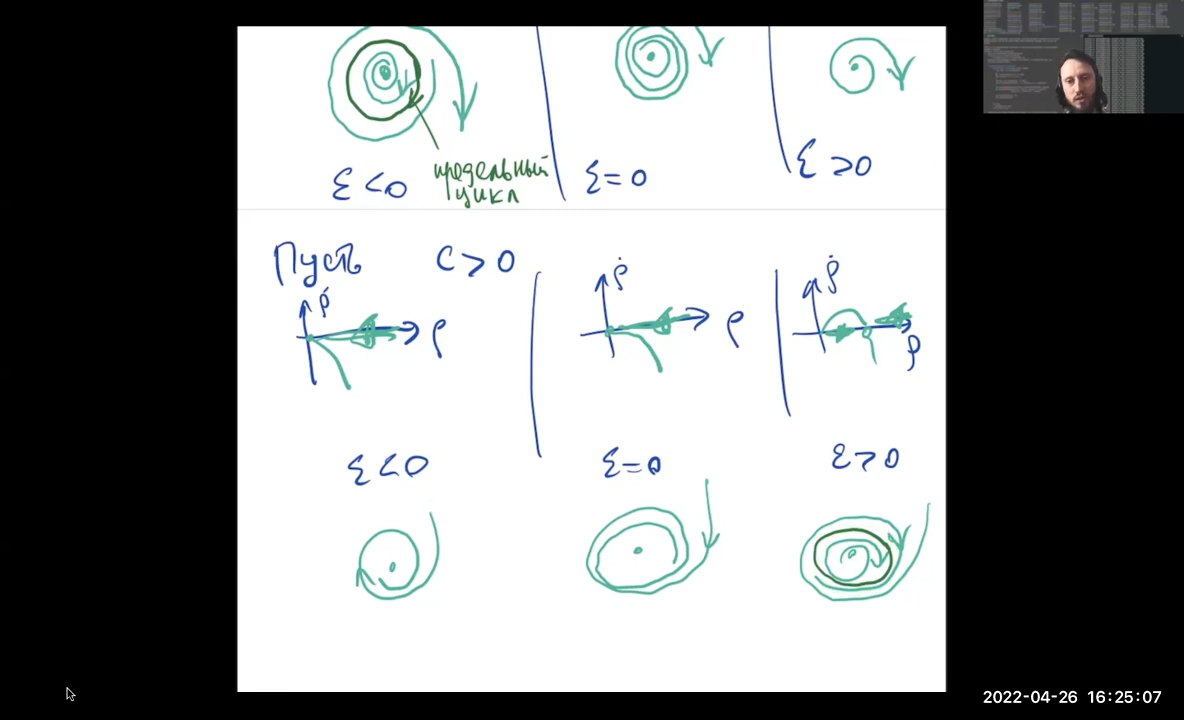 ε<0 предельный цикл
ε=0
ε>0
Пусть c>0
ρ̇ ρ
ρ̇ ρ
ρ̇ ρ
ε<0
ε=0
ε>0
2022-04-26 16:25:07